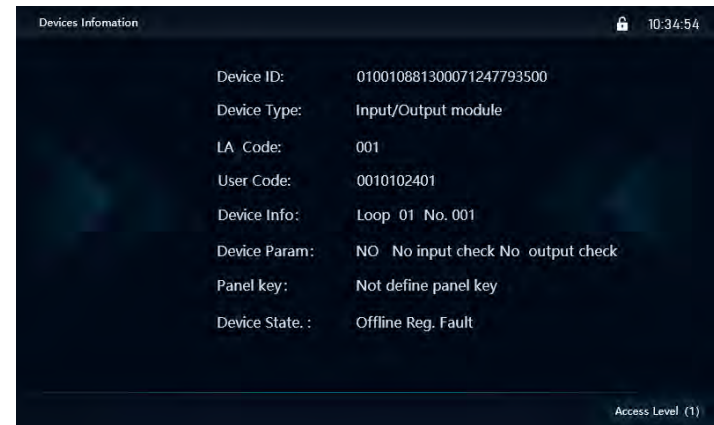 Devices Infomation 10:34:54
Device ID: 010010881300071247793500
Device Type: Input/Output module
LA Code: 001
User Code: 0010102401
Device Info: Loop 01 No. 001
Device Param: NO No input check No output check
Panel key: Not define panel key
Device State. : Offline Reg. Fault
Access Level (1)